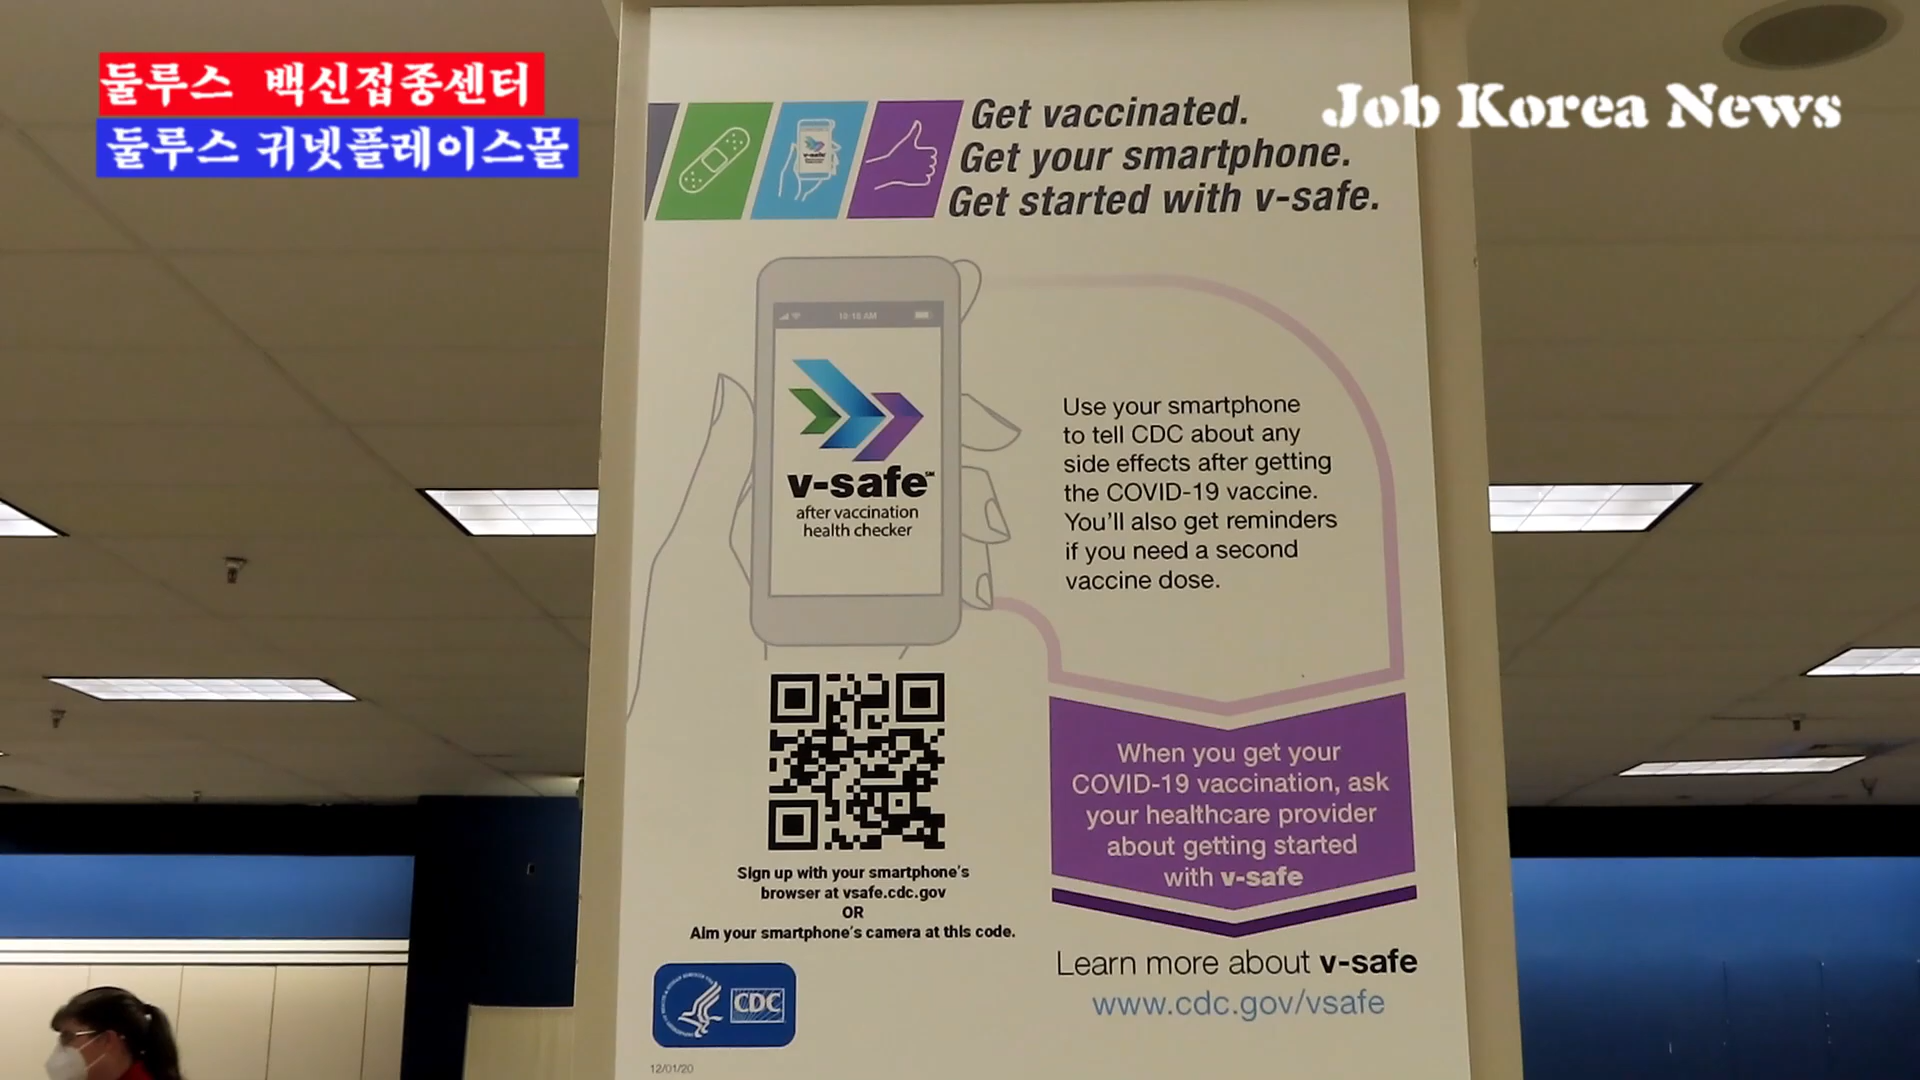 둘루스 백신접종센터
둘루스 귀넷플레이스몰
Job Korea News
Get vaccinated.
Get your smartphone.
Get started with v-safe.
10:10 AM
v-safe℠
after vaccination
health checker
Use your smartphone
to tell CDC about any
side effects after getting
the COVID-19 vaccine.
You'll also get reminders
if you need a second
vaccine dose.
Sign up with your smartphone's
browser at vsafe.cdc.gov
OR
Aim your smartphone's camera at this code.
When you get your
COVID-19 vaccination, ask
your healthcare provider
about getting started
with v-safe
Learn more about v-safe
www.cdc.gov/vsafe
CDC
12/01/20